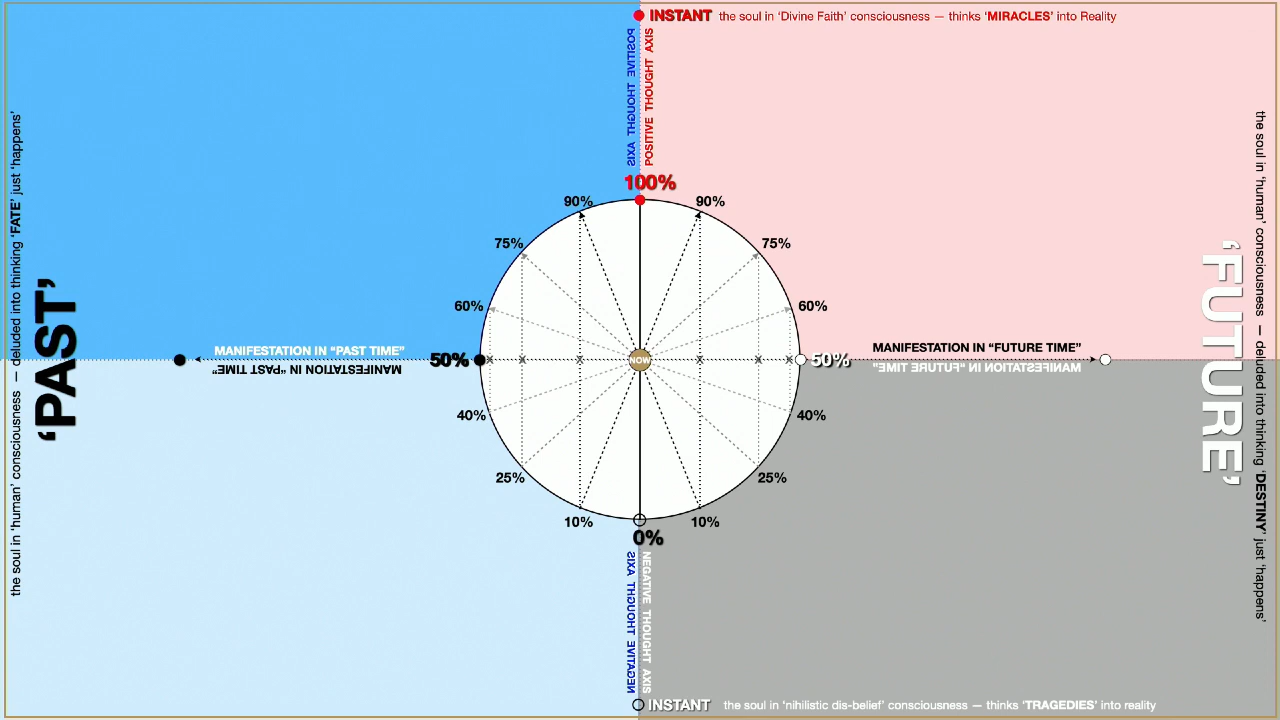 INSTANT the soul in ‘Divine Faith’ consciousness — thinks ‘MIRACLES’ into Reality
POSITIVE THOUGHT AXIS
POSITIVE THOUGHT AXIS
100%
90%
90%
75%
75%
60%
60%
the soul in ‘human’ consciousness — deluded into thinking ‘FATE’ just ‘happens’
‘PAST’
MANIFESTATION IN “PAST TIME”
MANIFESTATION IN “PAST TIME”
50%
NOW
50%
MANIFESTATION IN “FUTURE TIME”
MANIFESTATION IN “FUTURE TIME”
‘FUTURE’
the soul in ‘human’ consciousness — deluded into thinking ‘DESTINY’ just ‘happens’
40%
40%
25%
25%
10%
10%
0%
NEGATIVE THOUGHT AXIS
NEGATIVE THOUGHT AXIS
INSTANT the soul in ‘nihilistic dis-belief’ consciousness — thinks ‘TRAGEDIES’ into reality